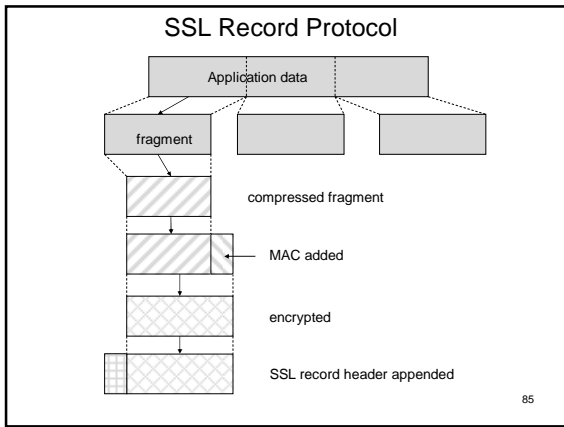 SSL Record Protocol
Application data
fragment
compressed fragment
MAC added
encrypted
SSL record header appended
85